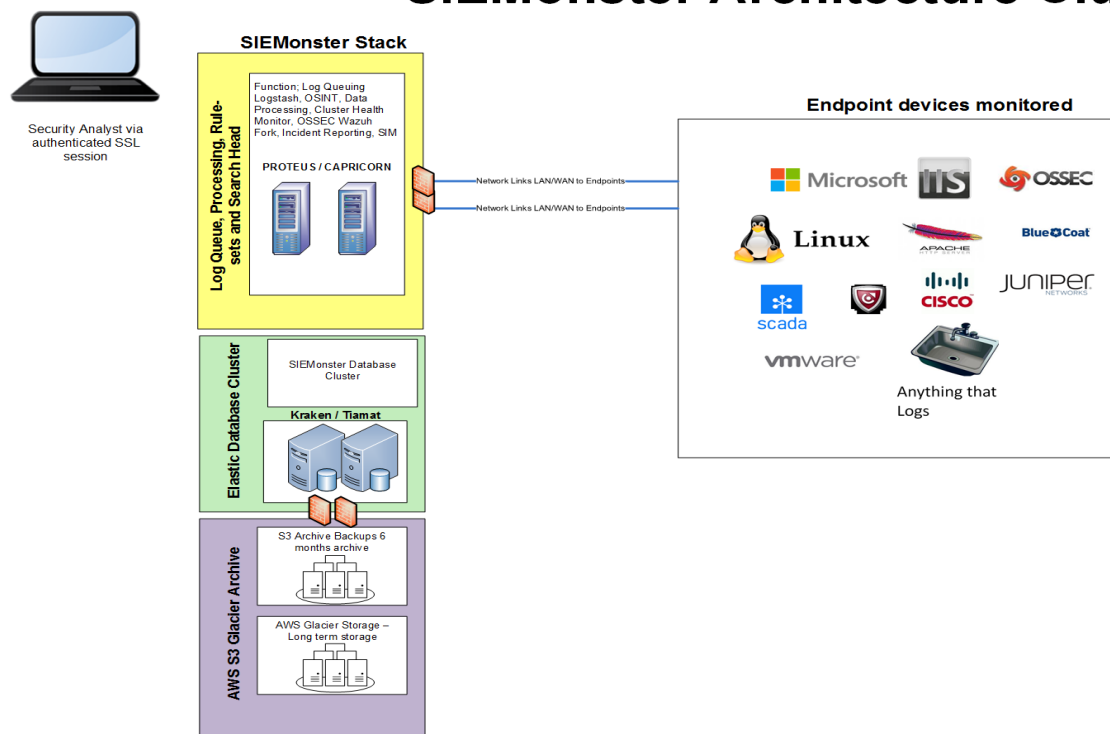 SIEMonster Architecture
Security Analyst via
authenticated SSL
session
SIEMonster Stack
Log Queue, Processing, Rule-
sets and Search Head
Function; Log Queuing
Logstash, OSINT, Data
Processing, Cluster Health
Monitor, OSSEC Wazuh
Fork, Incident Reporting, SIM
PROTEUS / CAPRICORN
Network Links LAN/WAN to Endpoints
Network Links LAN/WAN to Endpoints
Elastic Database Cluster
SIEMonster Database
Cluster
Kraken / Tiamat
AWS S3 Glacier Archive
S3 Archive Backups 6
months archive
AWS Glacier Storage –
Long term storage
Endpoint devices monitored
Microsoft
IIS
OSSEC
Linux
APACHE
HTTP SERVER
Blue Coat
scada
CISCO
JUNIPER
NETWORKS
vmware
Anything that
Logs